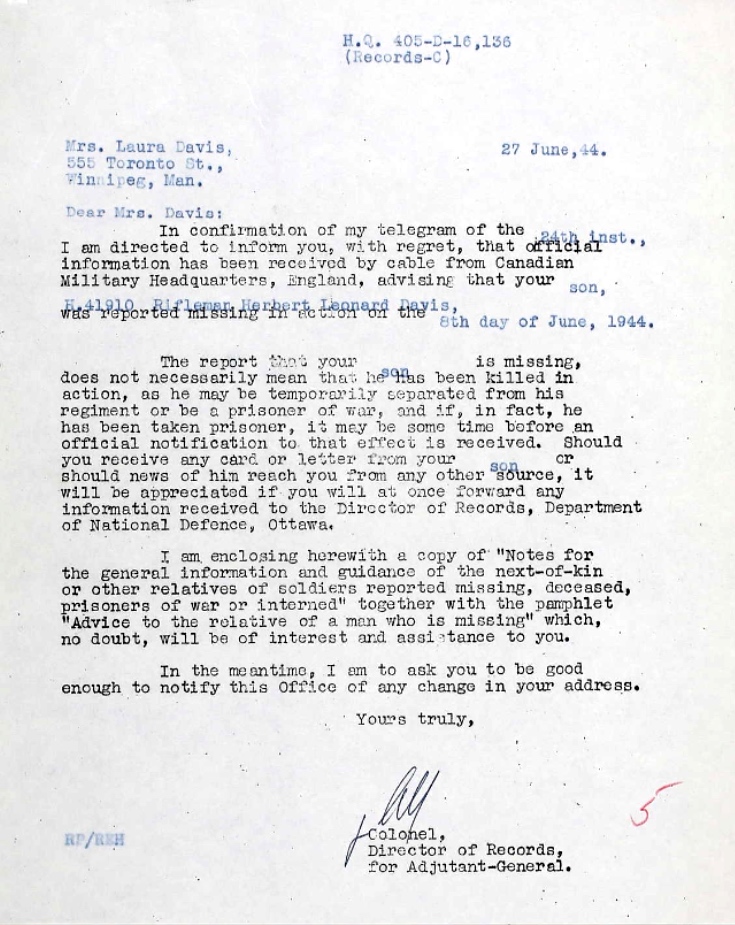 H.Q. 405-D-16,136
(Records-C)
Mrs. Laura Davis,
555 Toronto St.,
Winnipeg, Man.
27 June,44.
Dear Mrs. Davis:
In confirmation of my telegram of the 24th inst.,
I am directed to inform you, with regret, that official
information has been received by cable from Canadian
Military Headquarters, England, advising that your son,
H.41910 Rifleman Herbert Leonard Davis,
was reported missing in action on the 8th day of June, 1944.
The report that your son is missing,
does not necessarily mean that he has been killed in
action, as he may be temporarily separated from his
regiment or be a prisoner of war, and if, in fact, he
has been taken prisoner, it may be some time before an
official notification to that effect is received. Should
you receive any card or letter from your son or
should news of him reach you from any other source, it
will be appreciated if you will at once forward any
information received to the Director of Records, Department
of National Defence, Ottawa.
I am enclosing herewith a copy of "Notes for
the general information and guidance of the next-of-kin
or other relatives of soldiers reported missing, deceased,
prisoners of war or interned" together with the pamphlet
"Advice to the relative of a man who is missing" which,
no doubt, will be of interest and assistance to you.
In the meantime, I am to ask you to be good
enough to notify this Office of any change in your address.
Yours truly,
5
RP/REH
Colonel,
Director of Records,
for Adjutant-General.